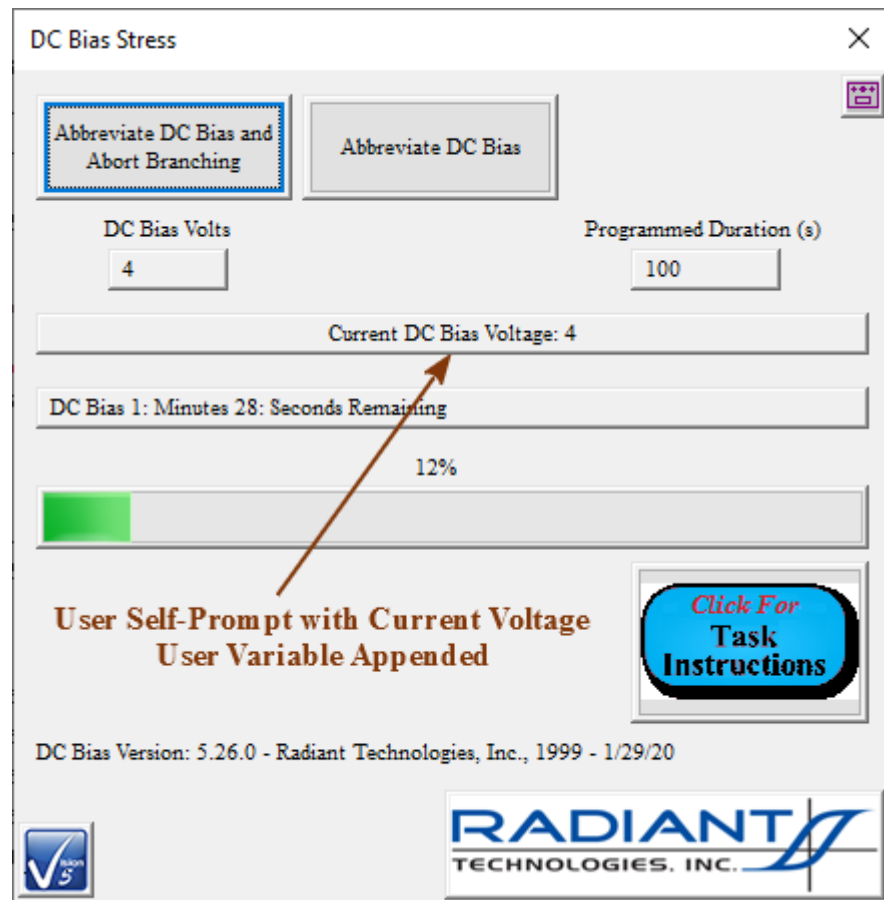 DC Bias Stress
Abbreviate DC Bias and
Abort Branching
Abbreviate DC Bias
DC Bias Volts
Programmed Duration (s)
4
100
Current DC Bias Voltage: 4
DC Bias 1: Minutes 28: Seconds Remaining
12%
User Self-Prompt with Current Voltage
User Variable Appended
Click For
Task
Instructions
DC Bias Version: 5.26.0 - Radiant Technologies, Inc., 1999 - 1/29/20
Vision
5
RADIANT
TECHNOLOGIES, INC.